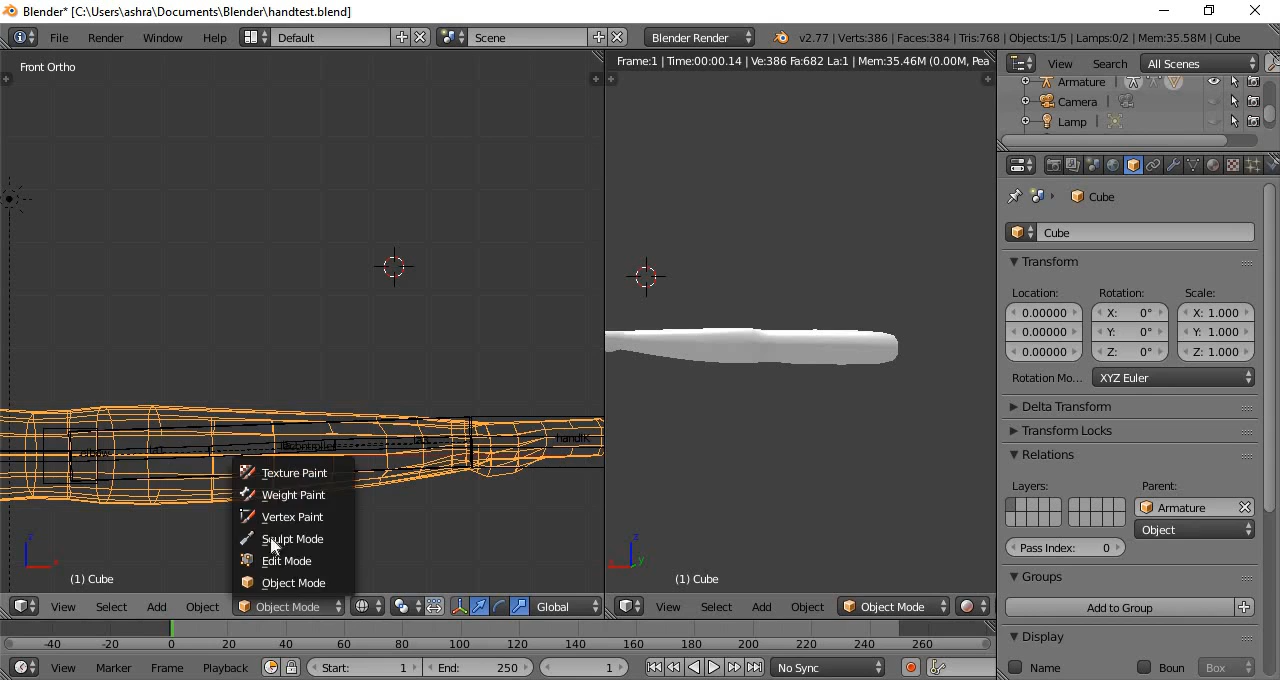 Blender* [C:\Users\ashra\Documents\Blender\handtest.blend]
File Render Window Help Default Scene Blender Render v2.77 | Verts:386 | Faces:384 | Tris:768 | Objects:1/5 | Lamps:0/2 | Mem:35.58M | Cube
Front Ortho
Frame:1 | Time:00:00.14 | Ve:386 Fa:682 La:1 | Mem:35.46M (0.00M, Pea
View Search All Scenes
Armature
Camera
Lamp
Cube
Cube
Transform
Location: Rotation: Scale:
0.00000 X: 0° X: 1.000
0.00000 Y: 0° Y: 1.000
0.00000 Z: 0° Z: 1.000
Rotation Mo... XYZ Euler
Delta Transform
Transform Locks
Relations
Layers: Parent:
Armature
Object
Pass Index: 0
Groups
Add to Group
Display
Name Boun Box
handIK
Texture Paint
Weight Paint
Vertex Paint
Sculpt Mode
Edit Mode
Object Mode
z
x
(1) Cube
z
x y
(1) Cube
View Select Add Object Object Mode Global
View Select Add Object Object Mode
-40 -20 0 20 40 60 80 100 120 140 160 180 200 220 240 260
View Marker Frame Playback Start: 1 End: 250 1 No Sync